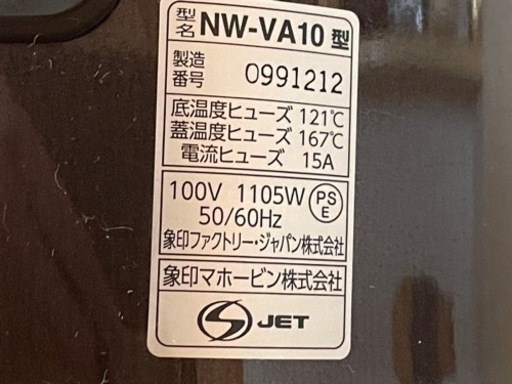 型名 NW-VA10 型
製造番号 0991212
底温度ヒューズ 121℃
蓋温度ヒューズ 167℃
電流ヒューズ 15A
100V 1105W PSE
50/60Hz
象印ファクトリー・ジャパン株式会社
象印マホービン株式会社
S JET